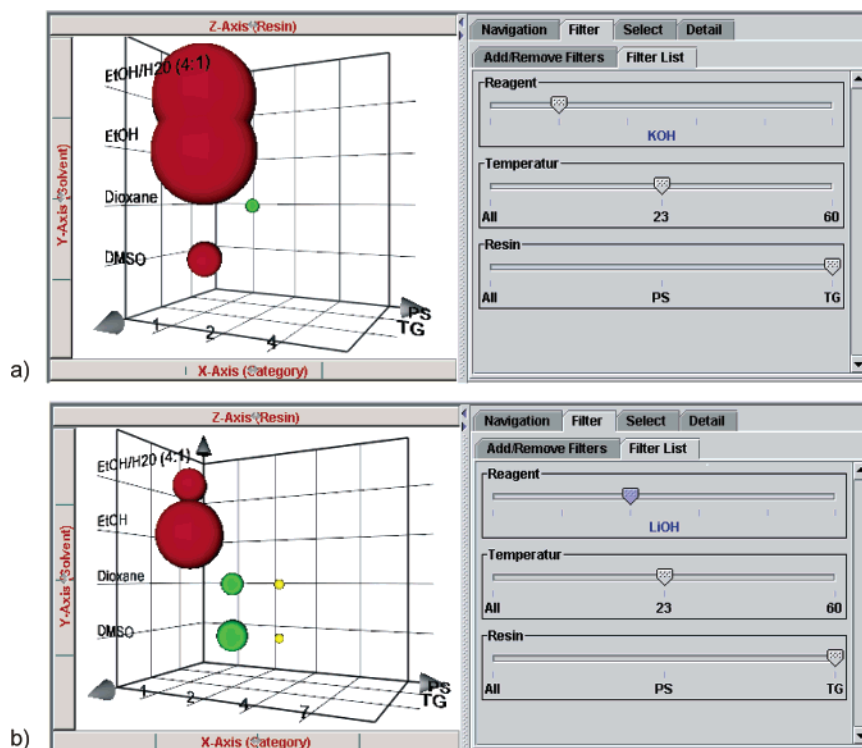 Z-Axis (Resin)
Navigation Filter Select Detail
Add/Remove Filters Filter List
EtOH/H20 (4:1)
EtOH
Dioxane
DMSO
Y-Axis (Solvent)
1 2 4
PS
TG
X-Axis (Category)
Reagent
KOH
Temperatur
All 23 60
Resin
All PS TG
a)
Z-Axis (Resin)
Navigation Filter Select Detail
Add/Remove Filters Filter List
EtOH/H20 (4:1)
EtOH
Dioxane
DMSO
Y-Axis (Solvent)
1 2 4 7
PS
TG
X-Axis (Category)
Reagent
LiOH
Temperatur
All 23 60
Resin
All PS TG
b)